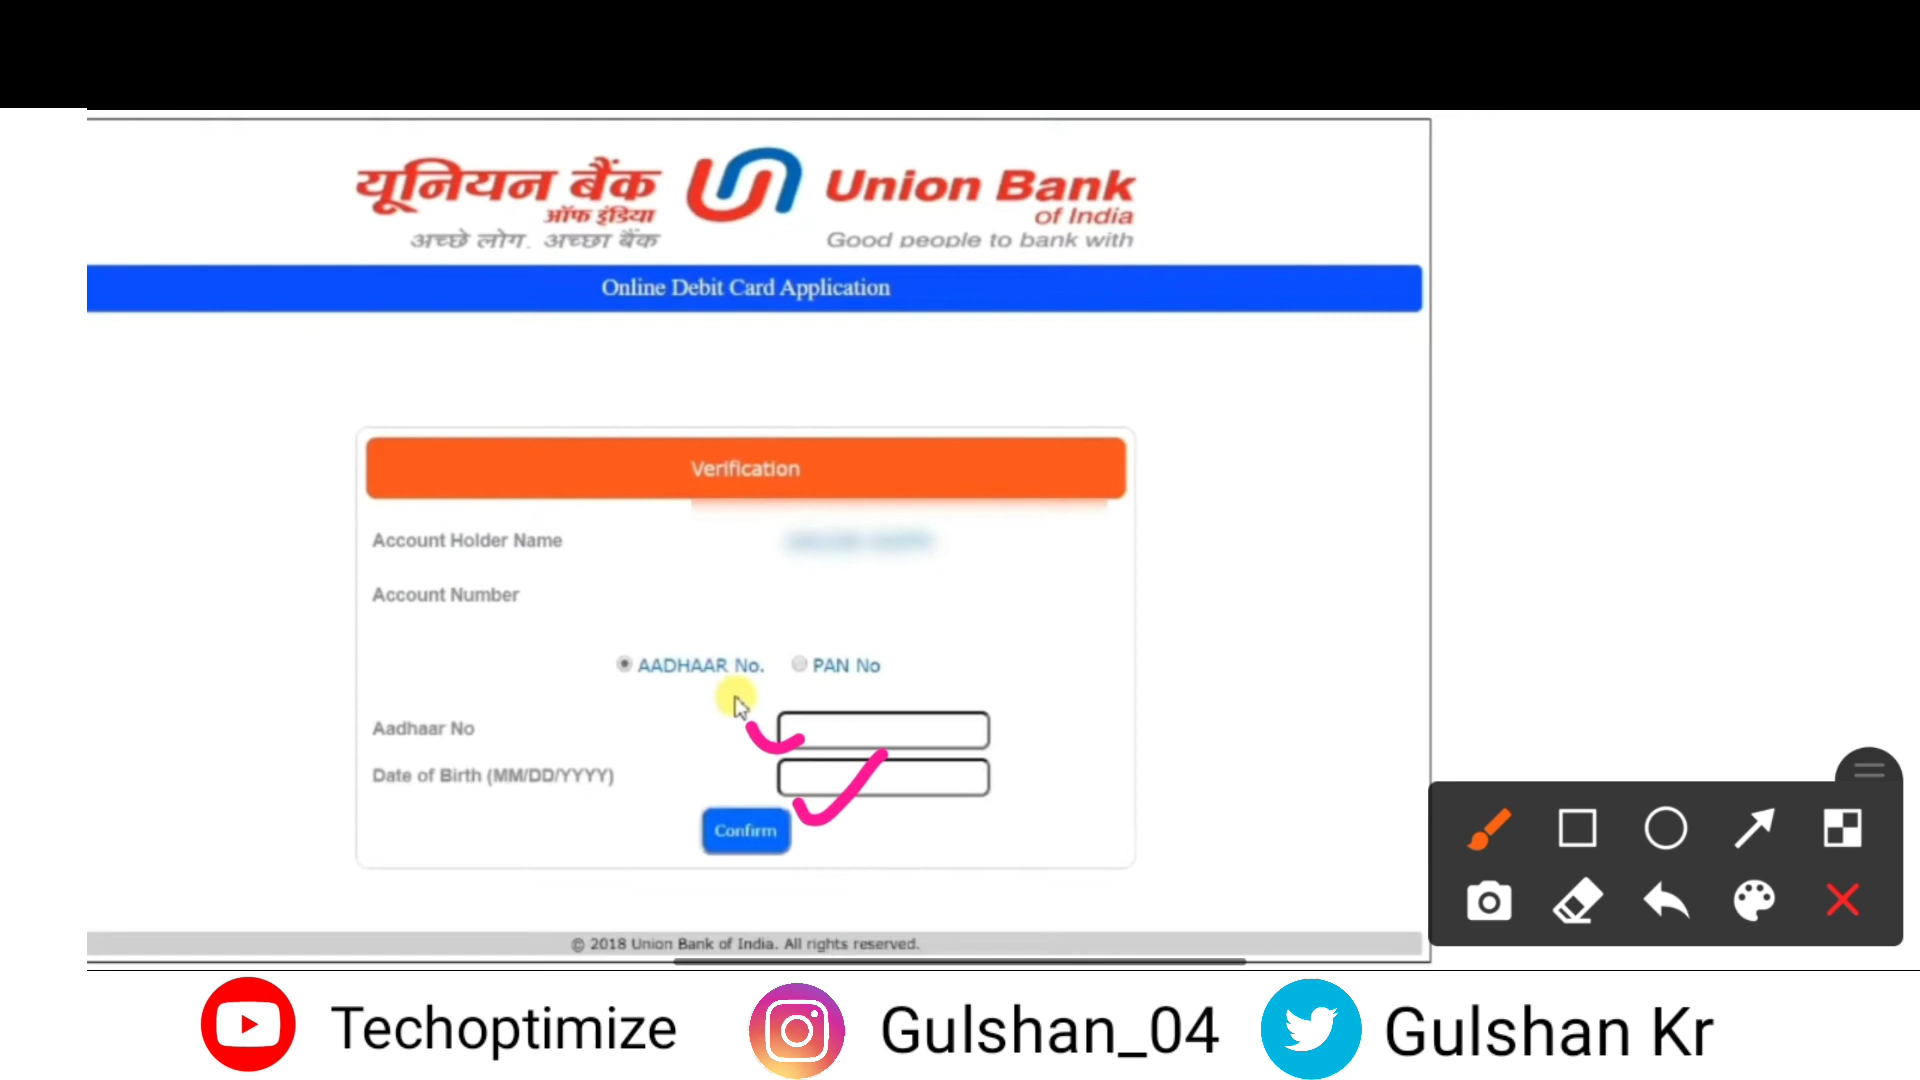 यूनियन बैंक
ऑफ इंडिया
अच्छे लोग. अच्छा बैंक
Union Bank
of India
Good people to bank with
Online Debit Card Application
Verification
Account Holder Name
Account Number
AADHAAR No. PAN No
Aadhaar No
Date of Birth (MM/DD/YYYY)
Confirm
© 2018 Union Bank of India. All rights reserved.
Techoptimize Gulshan_04 Gulshan Kr